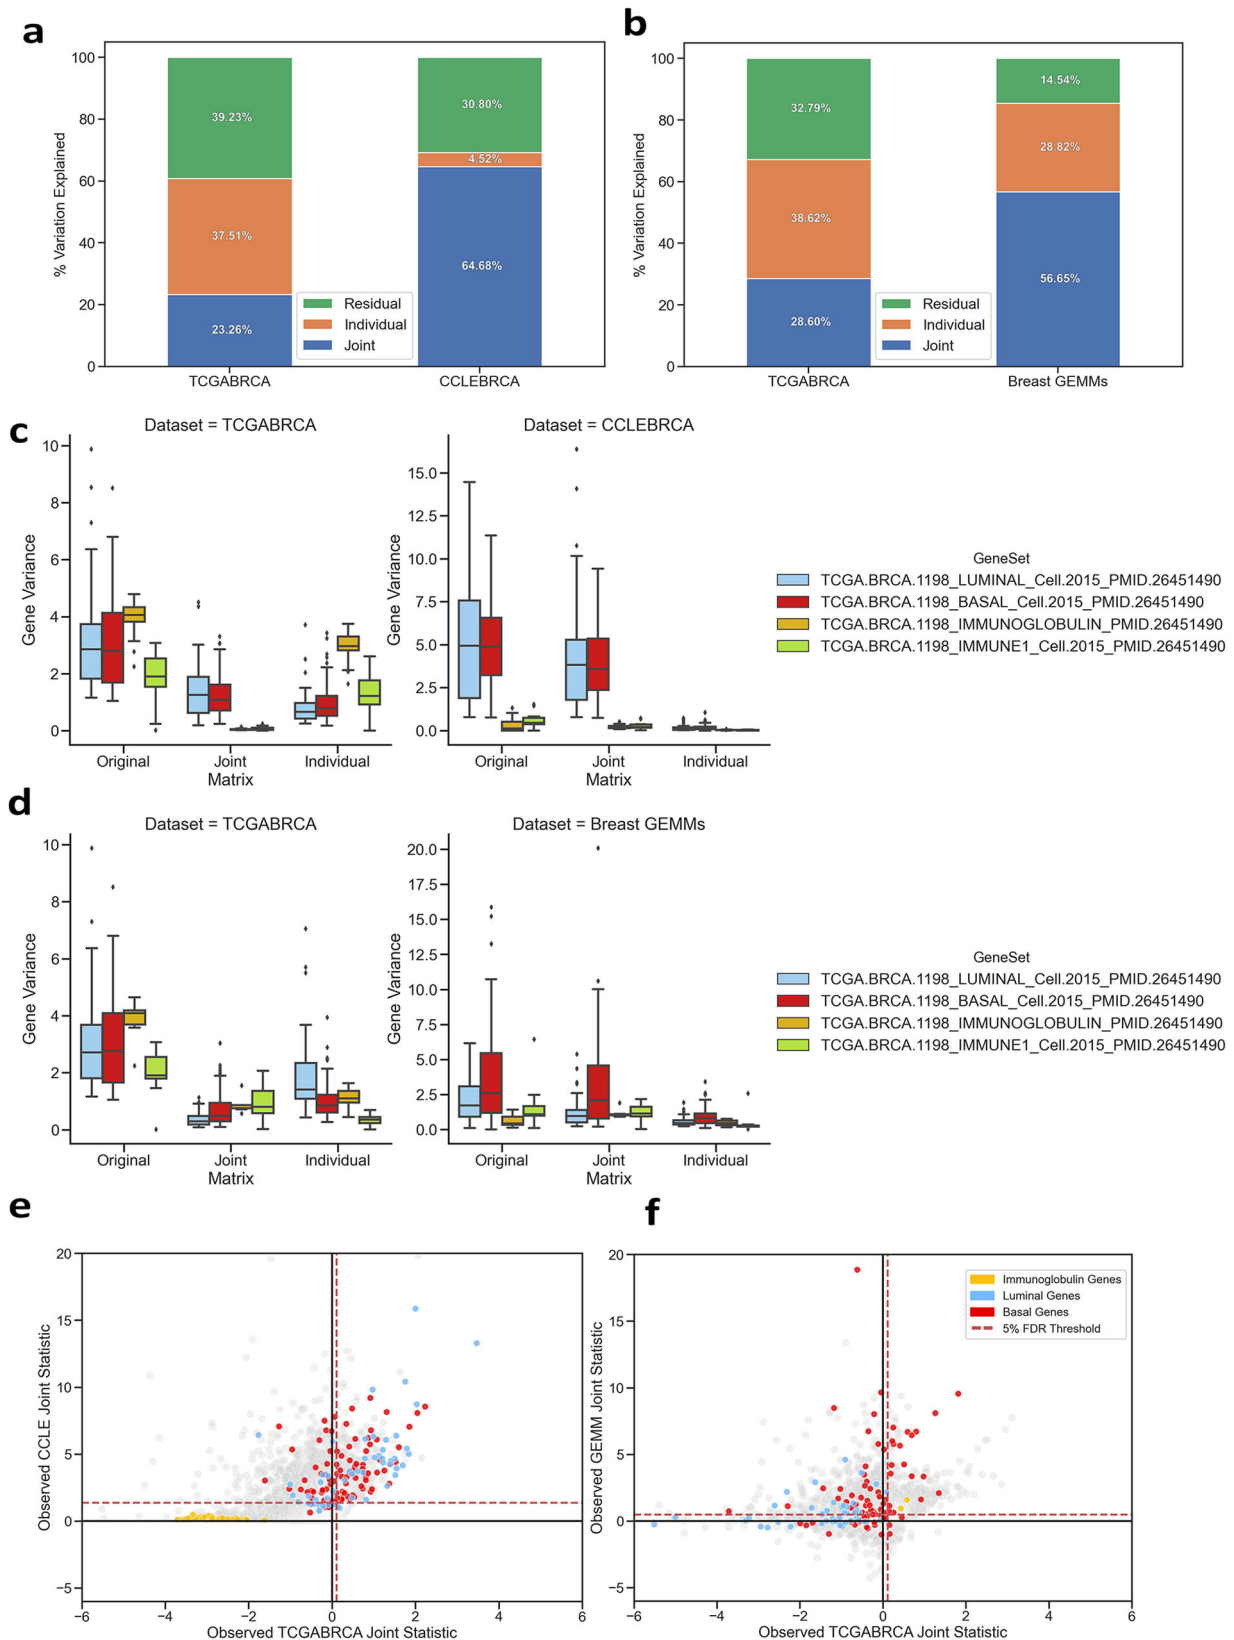 a
% Variation Explained
100
80
60
40
20
0
39.23%
37.51%
23.26%
30.80%
4.52%
64.68%
Residual
Individual
Joint
TCGABRCA
CCLEBRCA
b
% Variation Explained
100
80
60
40
20
0
32.79%
38.62%
28.60%
14.54%
28.82%
56.65%
Residual
Individual
Joint
TCGABRCA
Breast GEMMs
c
Dataset = TCGABRCA
Gene Variance
10
8
6
4
2
0
Original
Joint
Individual
Matrix
Dataset = CCLEBRCA
Gene Variance
15.0
12.5
10.0
7.5
5.0
2.5
0.0
Original
Joint
Individual
Matrix
GeneSet
TCGA.BRCA.1198_LUMINAL_Cell.2015_PMID.26451490
TCGA.BRCA.1198_BASAL_Cell.2015_PMID.26451490
TCGA.BRCA.1198_IMMUNOGLOBULIN_PMID.26451490
TCGA.BRCA.1198_IMMUNE1_Cell.2015_PMID.26451490
d
Dataset = TCGABRCA
Gene Variance
10
8
6
4
2
0
Original
Joint
Individual
Matrix
Dataset = Breast GEMMs
Gene Variance
20.0
17.5
15.0
12.5
10.0
7.5
5.0
2.5
0.0
Original
Joint
Individual
Matrix
GeneSet
TCGA.BRCA.1198_LUMINAL_Cell.2015_PMID.26451490
TCGA.BRCA.1198_BASAL_Cell.2015_PMID.26451490
TCGA.BRCA.1198_IMMUNOGLOBULIN_PMID.26451490
TCGA.BRCA.1198_IMMUNE1_Cell.2015_PMID.26451490
e
Observed CCLE Joint Statistic
20
15
10
5
0
−5
−6
−4
−2
0
2
4
6
Observed TCGABRCA Joint Statistic
f
Observed GEMM Joint Statistic
20
15
10
5
0
−5
−6
−4
−2
0
2
4
6
Observed TCGABRCA Joint Statistic
Immunoglobulin Genes
Luminal Genes
Basal Genes
5% FDR Threshold